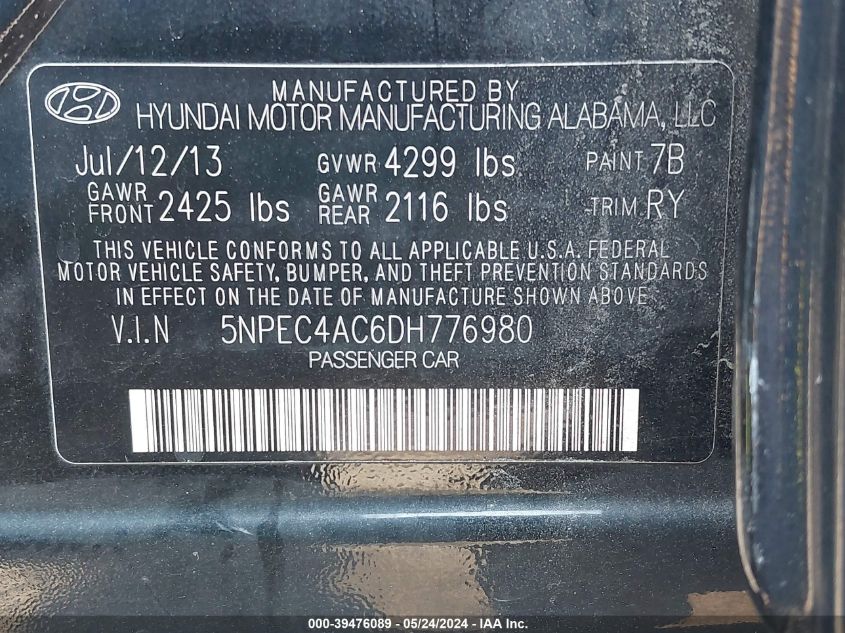 MANUFACTURED BY
HYUNDAI MOTOR MANUFACTURING ALABAMA, LLC
Jul/12/13 GVWR 4299 lbs PAINT 7B
GAWR FRONT 2425 lbs GAWR REAR 2116 lbs TRIM RY
THIS VEHICLE CONFORMS TO ALL APPLICABLE U.S.A. FEDERAL
MOTOR VEHICLE SAFETY, BUMPER, AND THEFT PREVENTION STANDARDS
IN EFFECT ON THE DATE OF MANUFACTURE SHOWN ABOVE.
V.I.N 5NPEC4AC6DH776980
PASSENGER CAR
000-39476089 - 05/24/2024 - IAA Inc.